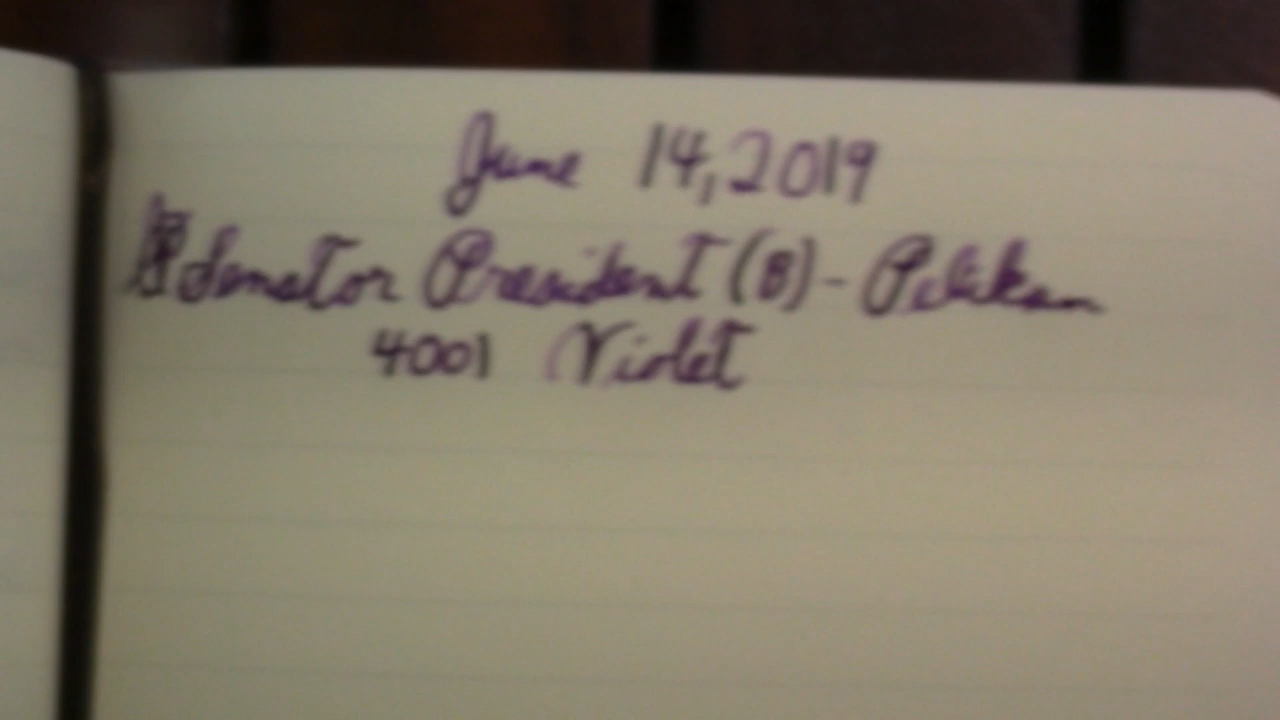 June 14, 2019
Senator President (B) - Pelikan
4001 Violet